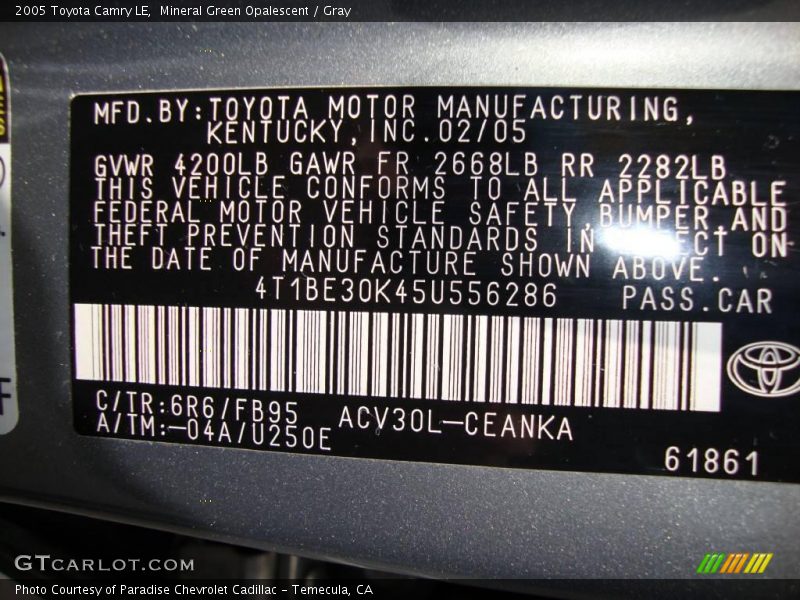 2005 Toyota Camry LE, Mineral Green Opalescent / Gray
MFD.BY:TOYOTA MOTOR MANUFACTURING,
KENTUCKY,INC.02/05
GVWR 4200LB GAWR FR 2668LB RR 2282LB
THIS VEHICLE CONFORMS TO ALL APPLICABLE
FEDERAL MOTOR VEHICLE SAFETY,BUMPER,AND
THEFT PREVENTION STANDARDS IN ON
THE DATE OF MANUFACTURE SHOWN ABOVE.
4T1BE30K45U556286 PASS.CAR
C/TR:6R6/FB95 ACV30L-CEANKA
A/TM:-04A/U250E
61861
GTCARLOT.COM
Photo Courtesy of Paradise Chevrolet Cadillac - Temecula, CA